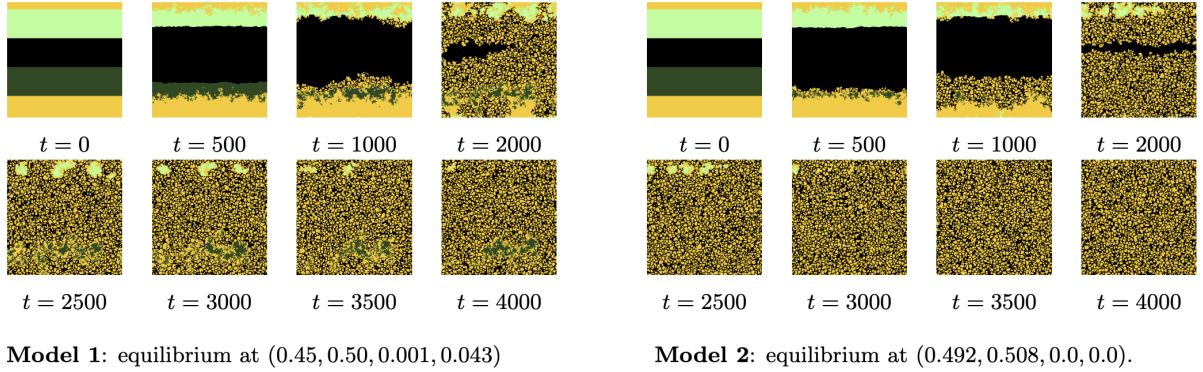 t = 0 t = 500 t = 1000 t = 2000 t = 0 t = 500 t = 1000 t = 2000
t = 2500 t = 3000 t = 3500 t = 4000 t = 2500 t = 3000 t = 3500 t = 4000
Model 1: equilibrium at (0.45, 0.50, 0.001, 0.043) Model 2: equilibrium at (0.492, 0.508, 0.0, 0.0).